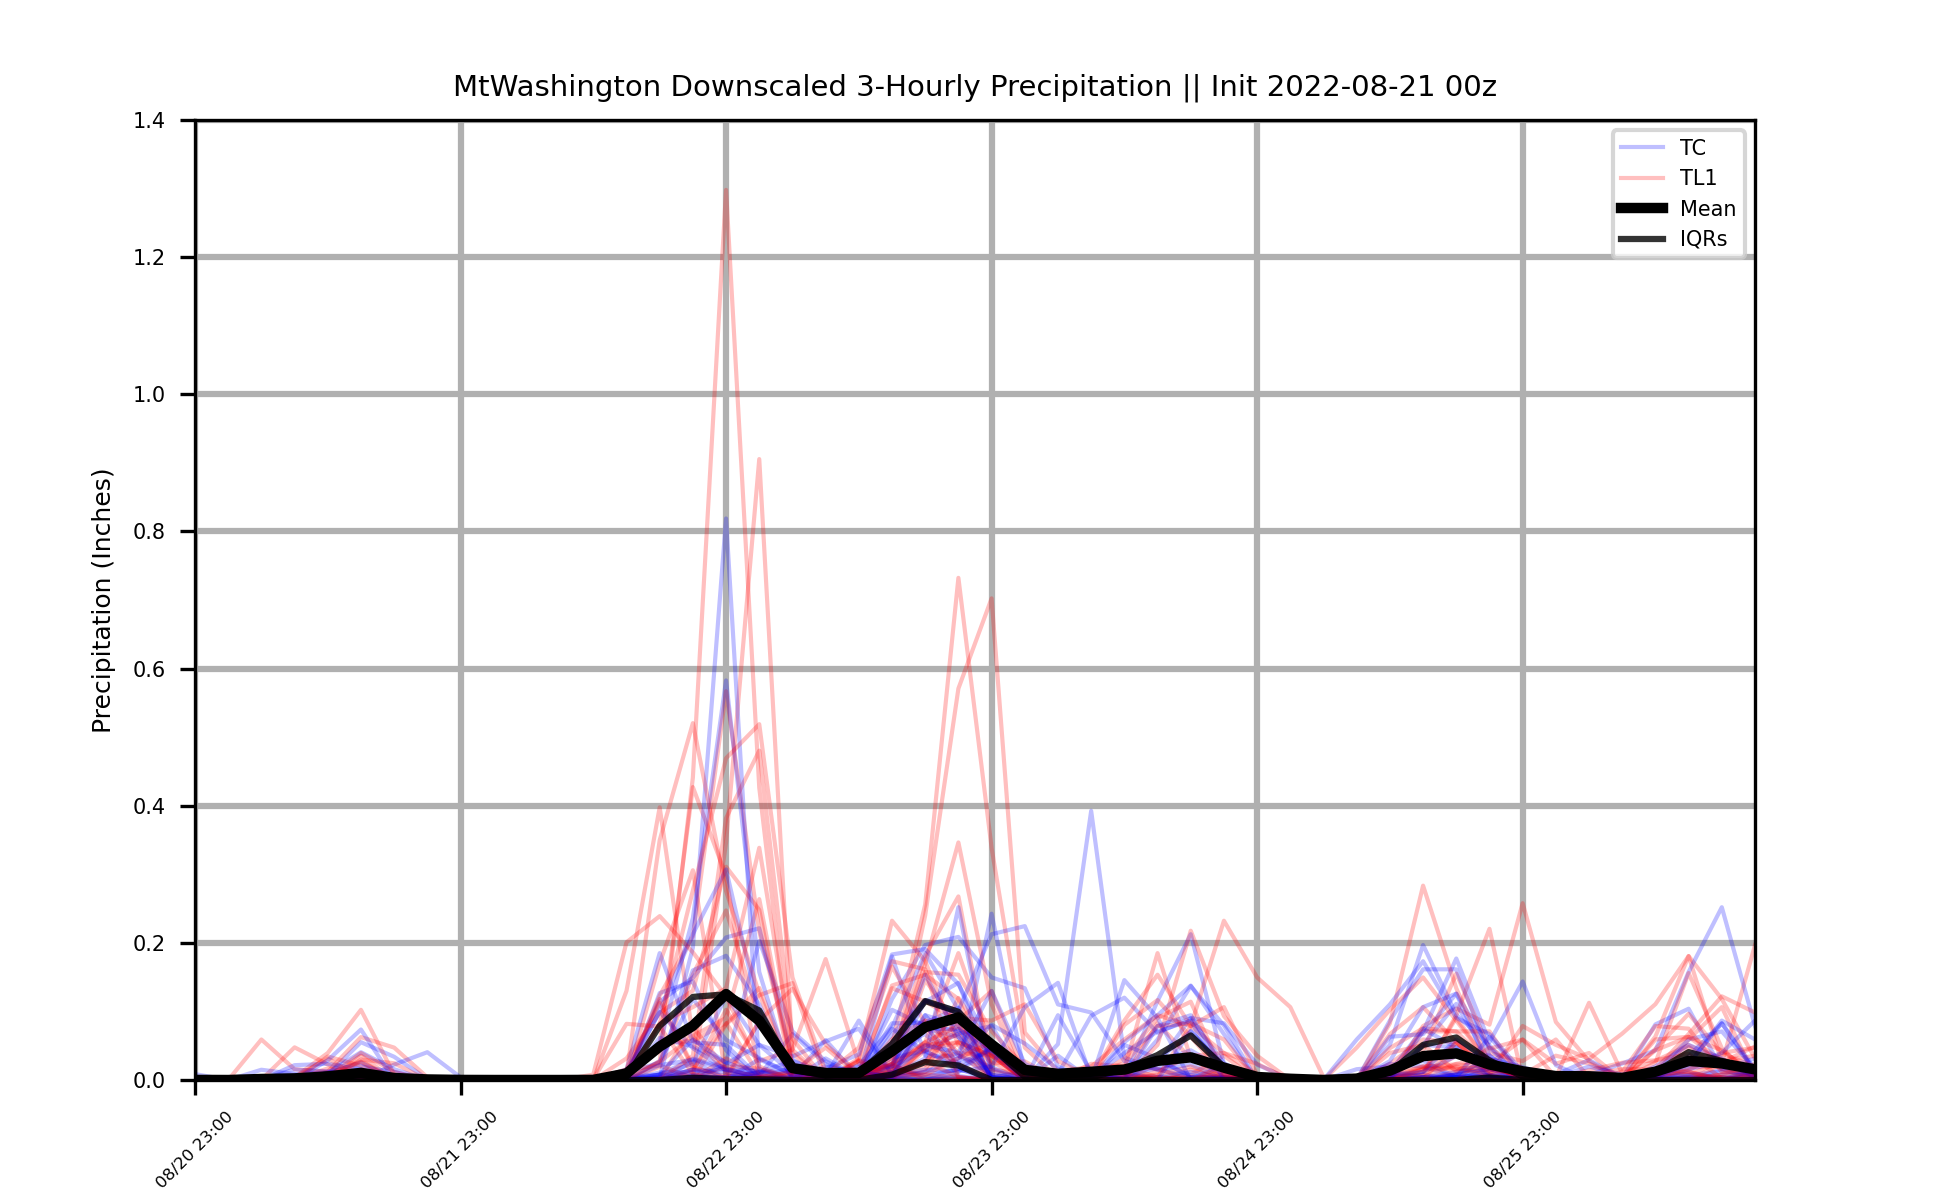 MtWashington Downscaled 3-Hourly Precipitation || Init 2022-08-21 00z
Precipitation (Inches)
1.4
1.2
1.0
0.8
0.6
0.4
0.2
0.0
TC
TL1
Mean
IQRs
08/20 23:00
08/21 23:00
08/22 23:00
08/23 23:00
08/24 23:00
08/25 23:00